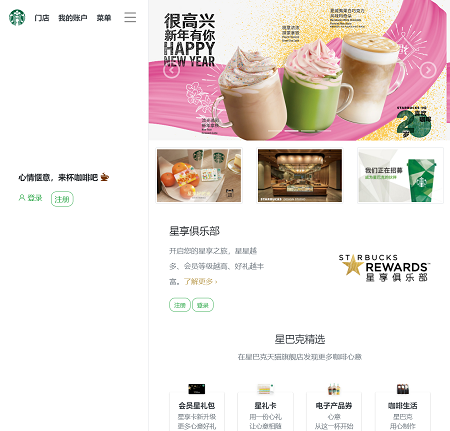 门店 我的账户 菜单
很高兴
新年有你
HAPPY
NEW YEAR
心情惬意，来杯咖啡吧
登录 注册
我们正在招募
星享俱乐部
开启您的星享之旅，星星越
多、会员等级越高、好礼越丰
富。了解更多
注册 登录
STARBUCKS
REWARDS
星享俱乐部
星巴克精选
在星巴克天猫旗舰店发现更多咖啡心意
会员星礼包
星享卡新升级
更多心意好礼
星礼卡
用一份心礼
让心意相随
电子产品券
心意
从这一杯开始
咖啡生活
星巴克
用心制作